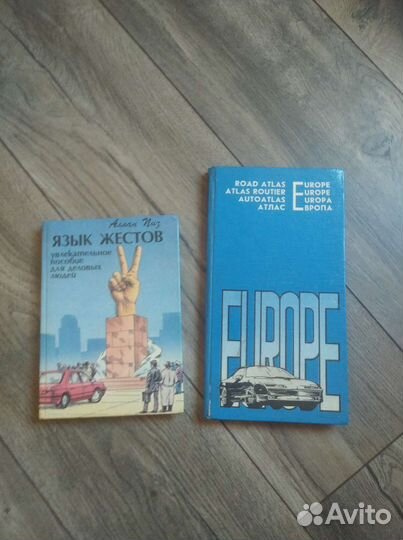 Аллан Пиз
ЯЗЫК ЖЕСТОВ
увлекательное
пособие
для деловых
людей
ROAD ATLAS EUROPE
ATLAS ROUTIER EUROPE
AUTOATLAS EUROPA
АТЛАС ЕВРОПА
EUROPE
Avito